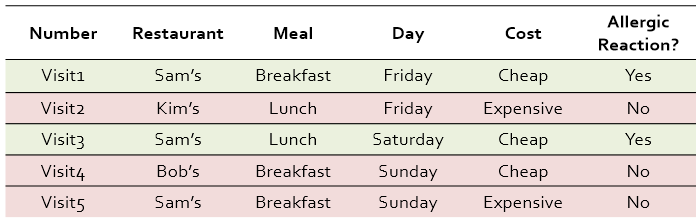 Number Restaurant Meal Day Cost Allergic Reaction?
Visit1 Sam's Breakfast Friday Cheap Yes
Visit2 Kim's Lunch Friday Expensive No
Visit3 Sam's Lunch Saturday Cheap Yes
Visit4 Bob's Breakfast Sunday Cheap No
Visit5 Sam's Breakfast Sunday Expensive No